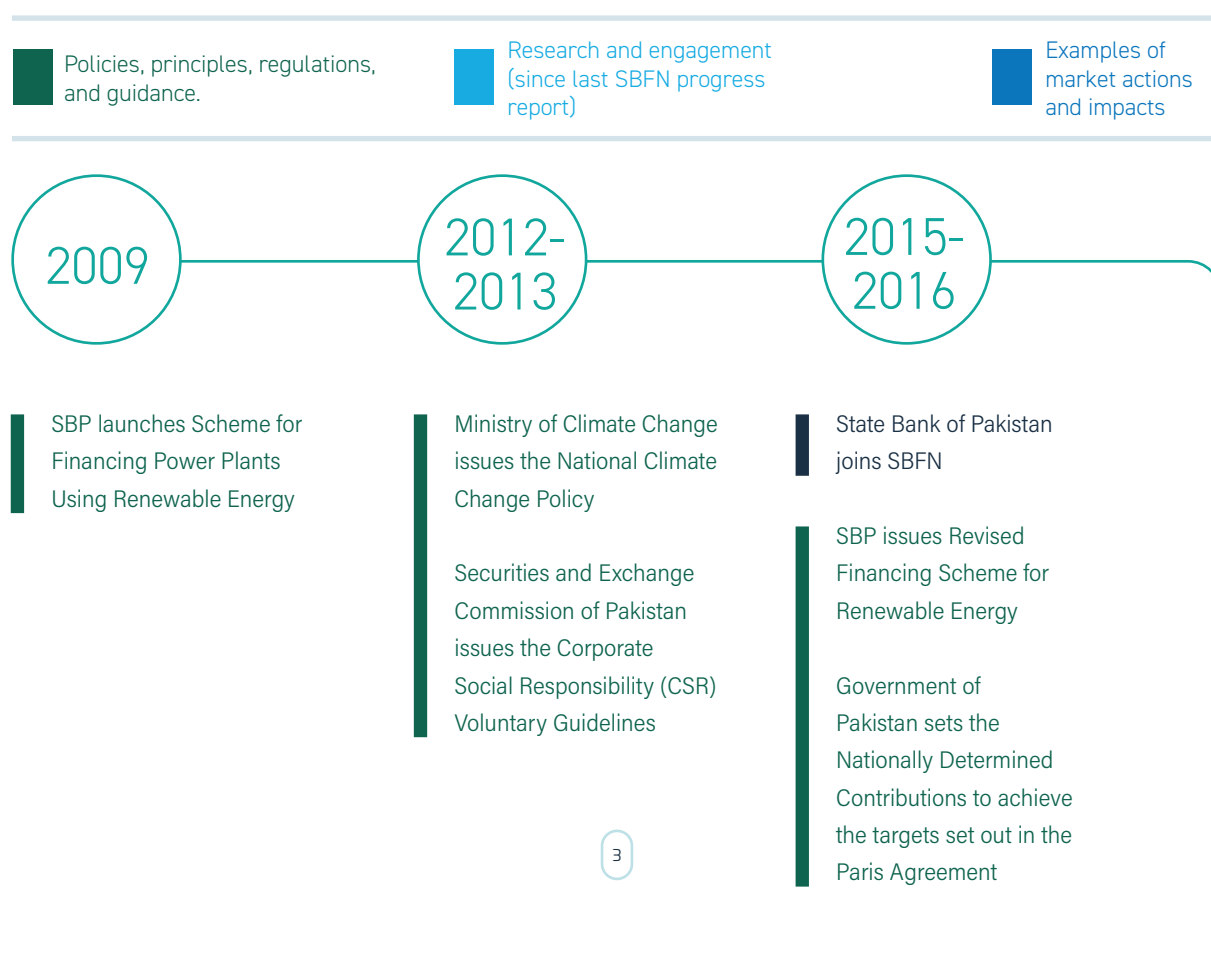 Policies, principles, regulations,
and guidance.
Research and engagement
(since last SBFN progress
report)
Examples of
market actions
and impacts
2009
2012-
2013
2015-
2016
SBP launches Scheme for
Financing Power Plants
Using Renewable Energy
Ministry of Climate Change
issues the National Climate
Change Policy
Securities and Exchange
Commission of Pakistan
issues the Corporate
Social Responsibility (CSR)
Voluntary Guidelines
State Bank of Pakistan
joins SBFN
SBP issues Revised
Financing Scheme for
Renewable Energy
Government of
Pakistan sets the
Nationally Determined
Contributions to achieve
the targets set out in the
Paris Agreement
3